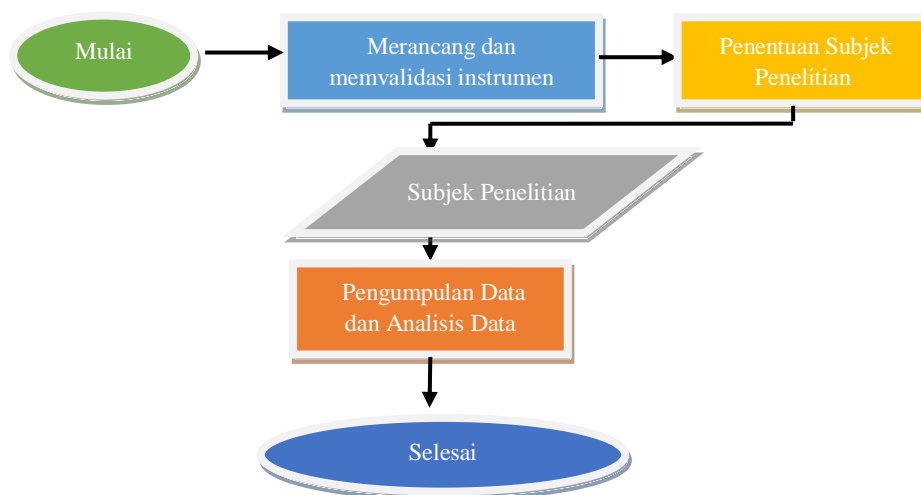 Mulai
Merancang dan
memvalidasi instrumen
Penentuan Subjek
Penelitian
Subjek Penelitian
Pengumpulan Data
dan Analisis Data
Selesai